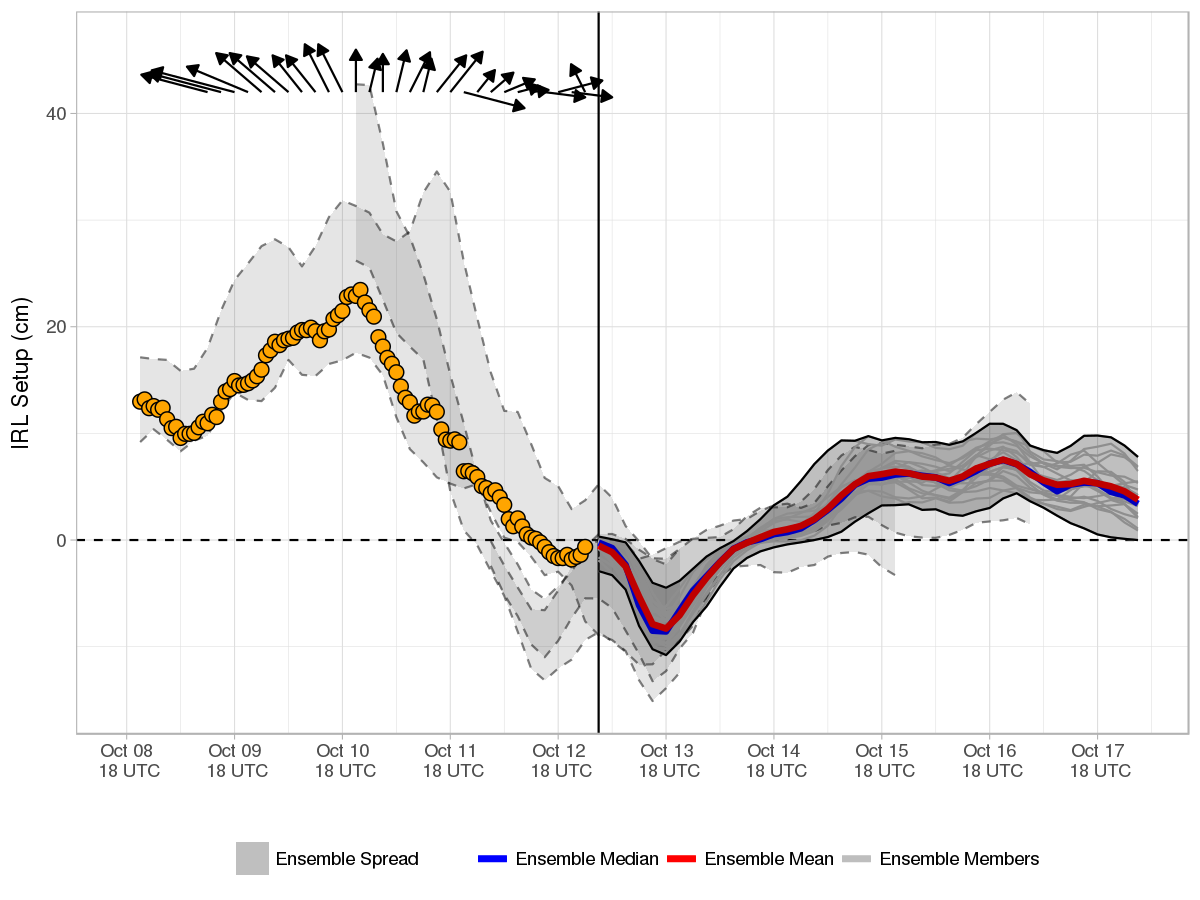 40
20
0
IRL Setup (cm)
Oct 08 Oct 09 Oct 10 Oct 11 Oct 12 Oct 13 Oct 14 Oct 15 Oct 16 Oct 17
18 UTC 18 UTC 18 UTC 18 UTC 18 UTC 18 UTC 18 UTC 18 UTC 18 UTC 18 UTC
Ensemble Spread Ensemble Median Ensemble Mean Ensemble Members